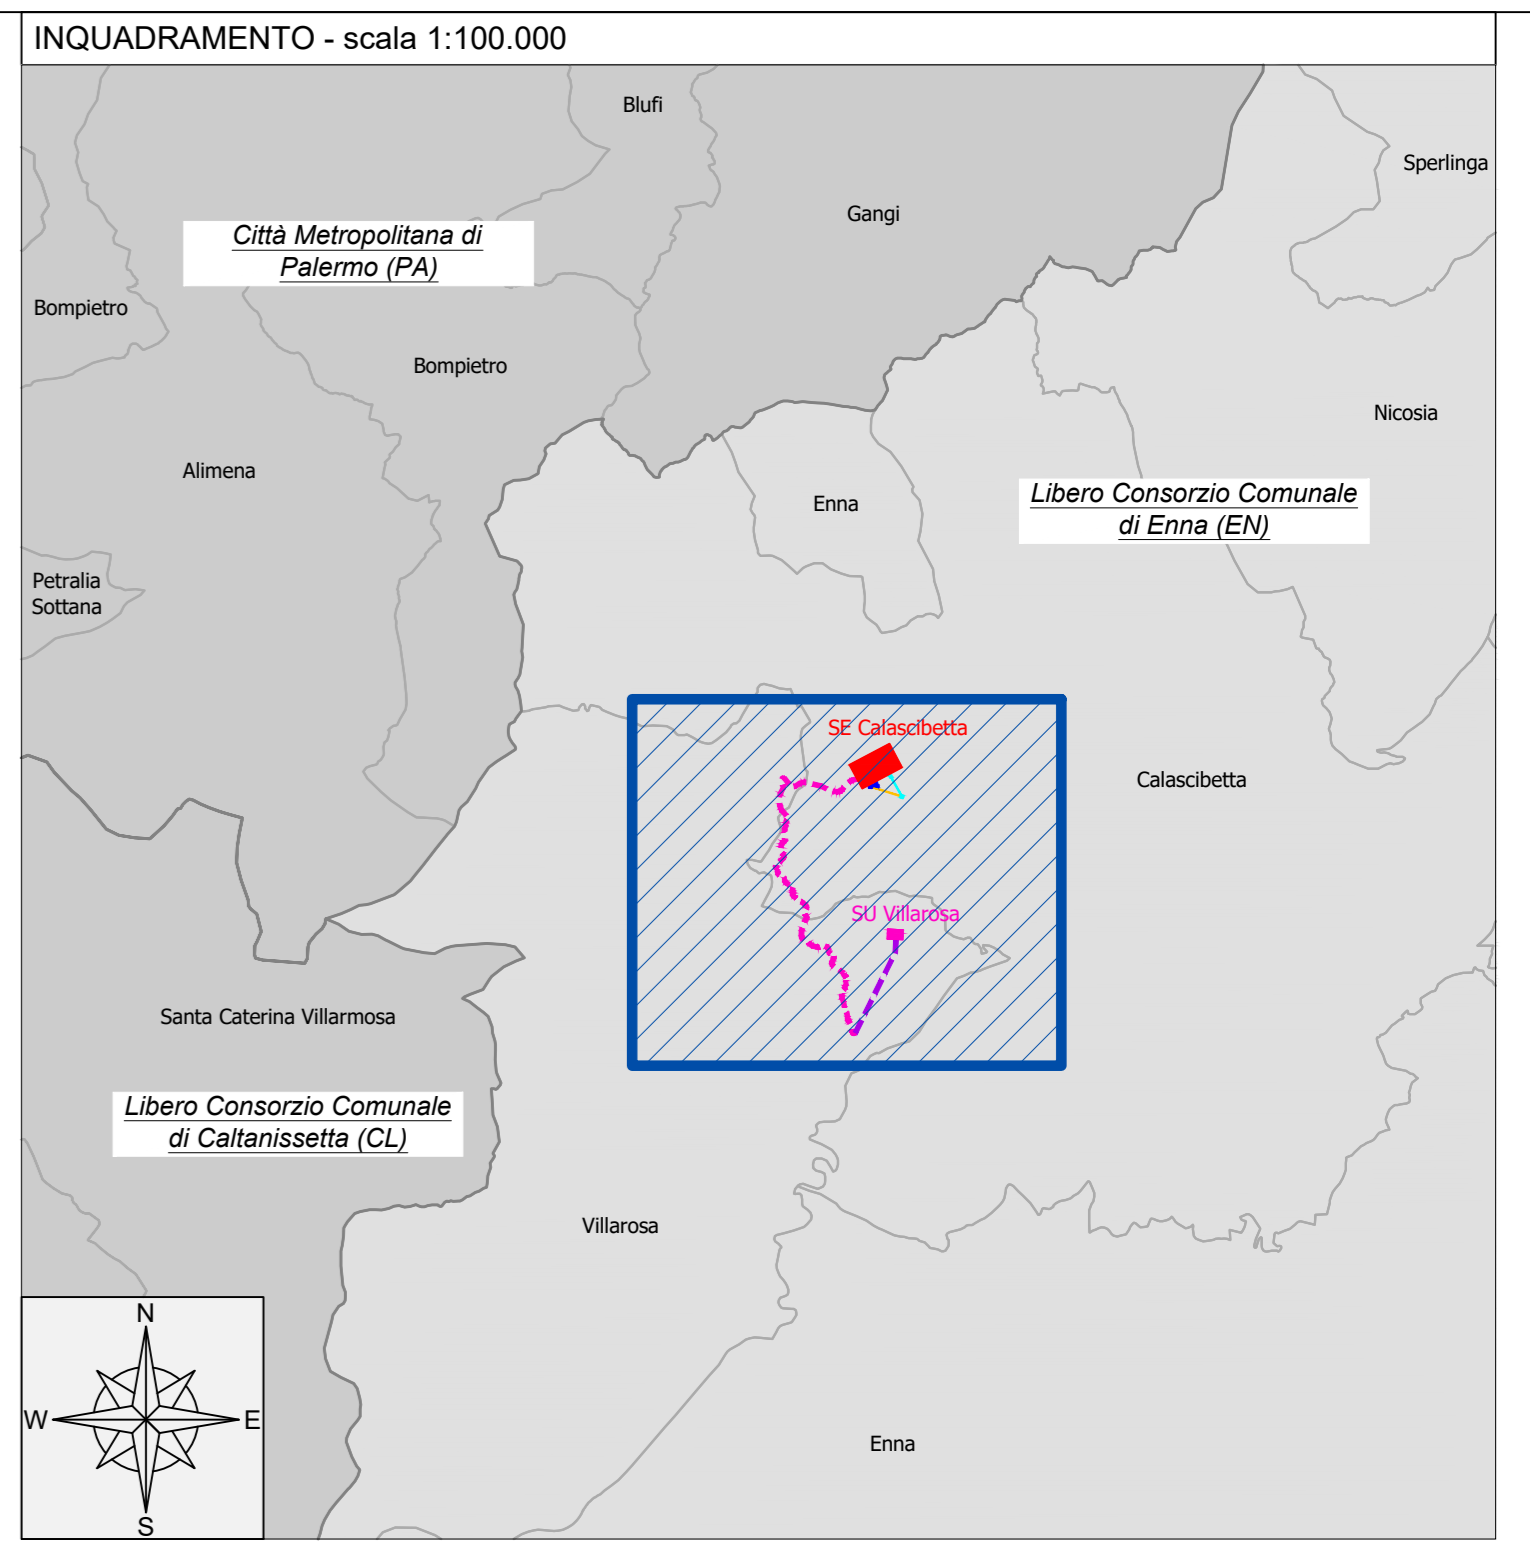 INQUADRAMENTO - scala 1:100.000
Blufi
Sperlinga
Gangi
Città Metropolitana di
Palermo (PA)
Bompietro
Bompietro
Nicosia
Alimena
Enna
Libero Consorzio Comunale
di Enna (EN)
Petralia
Sottana
SE Calascibetta
Calascibetta
SU Villarosa
Santa Caterina Villarmosa
Libero Consorzio Comunale
di Caltanissetta (CL)
Villarosa
N
W
E
S
Enna